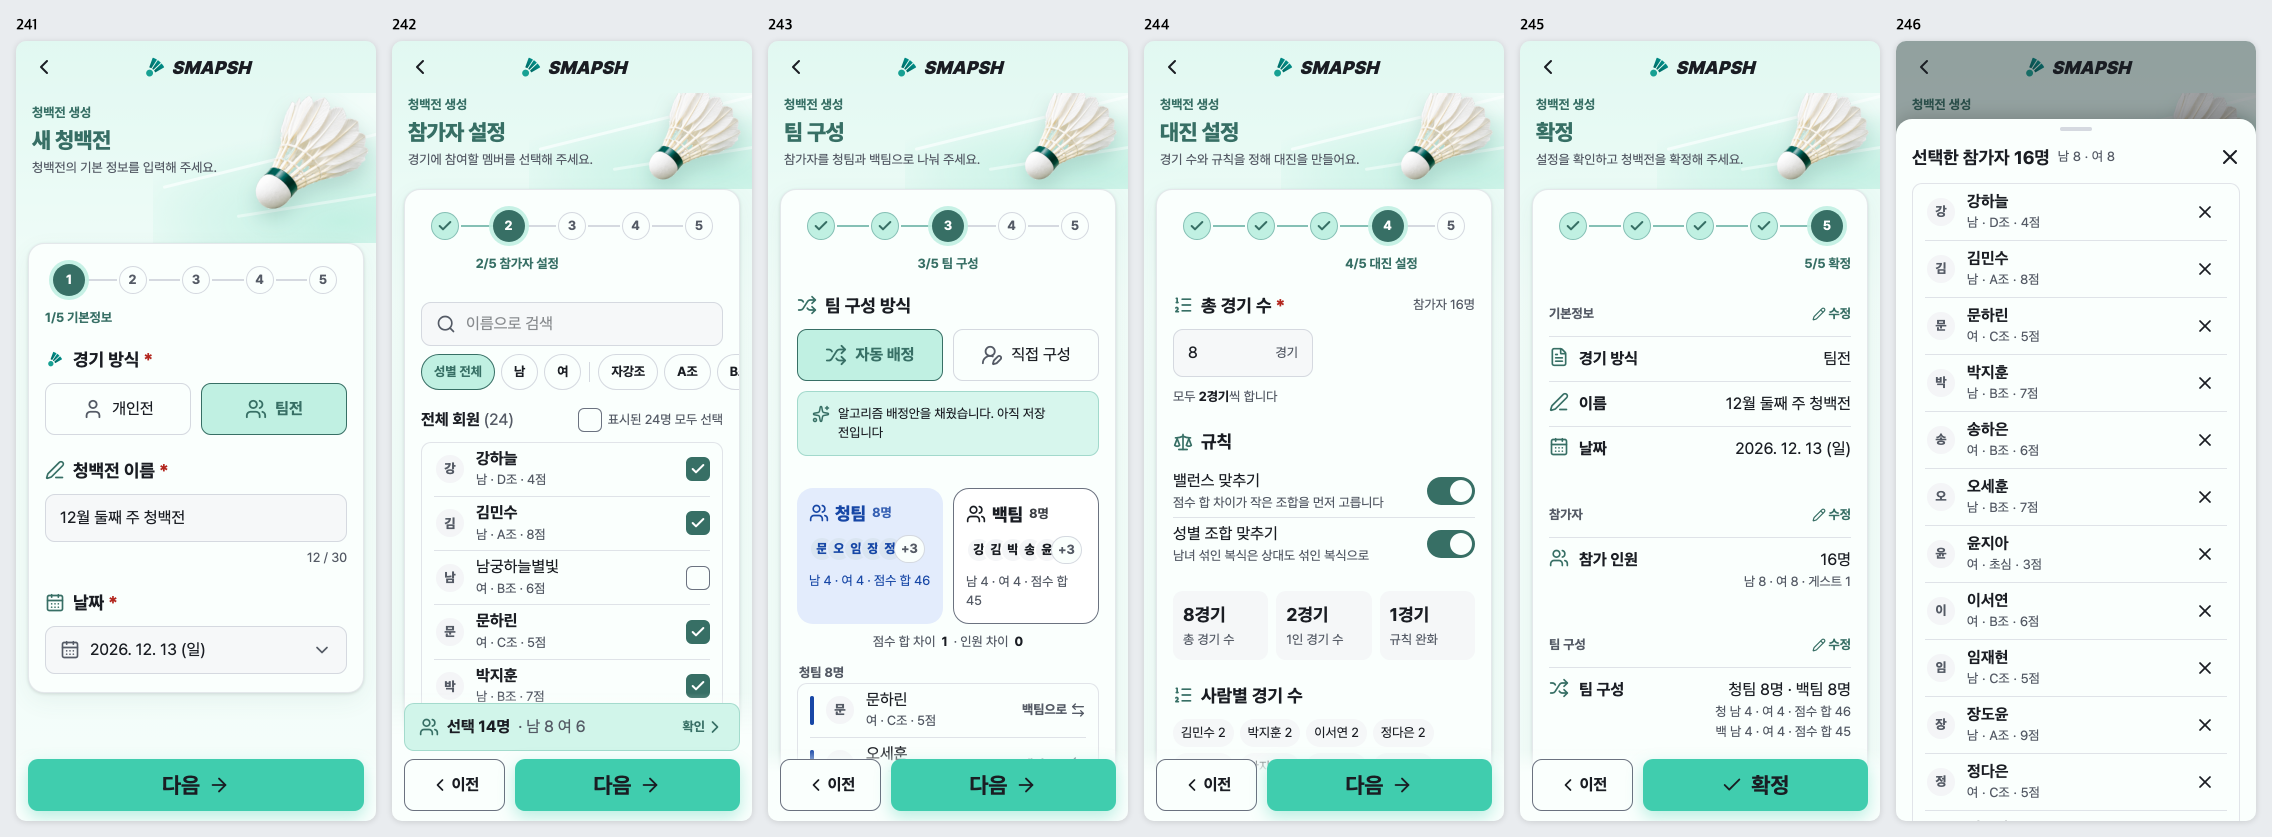 241
SMAPSH
청백전 생성
새 청백전
청백전의 기본 정보를 입력해 주세요.
1 2 3 4 5
1/5 기본정보
경기 방식 *
개인전 팀전
청백전 이름 *
12월 둘째 주 청백전
12 / 30
날짜 *
2026. 12. 13 (일)
다음
242
SMAPSH
청백전 생성
참가자 설정
경기에 참여할 멤버를 선택해 주세요.
2 3 4 5
2/5 참가자 설정
이름으로 검색
성별 전체 남 여 자강조 A조 B
전체 회원 (24) 표시된 24명 모두 선택
강 강하늘
남 · D조 · 4점
김 김민수
남 · A조 · 8점
남 남궁하늘별빛
여 · B조 · 6점
문 문하린
여 · C조 · 5점
박 박지훈
남 · B조 · 7점
선택 14명 · 남 8 여 6 확인
이전 다음
243
SMAPSH
청백전 생성
팀 구성
참가자를 청팀과 백팀으로 나눠 주세요.
3 4 5
3/5 팀 구성
팀 구성 방식
자동 배정 직접 구성
알고리즘 배정안을 채웠습니다. 아직 저장
전입니다
청팀 8명
문 오 임 장 정 +3
남 4 · 여 4 · 점수 합 46
백팀 8명
강 김 박 송 윤 +3
남 4 · 여 4 · 점수 합
45
점수 합 차이 1 · 인원 차이 0
청팀 8명
문 문하린 백팀으로
여 · C조 · 5점
오세훈
이전 다음
244
SMAPSH
청백전 생성
대진 설정
경기 수와 규칙을 정해 대진을 만들어요.
4 5
4/5 대진 설정
총 경기 수 * 참가자 16명
8 경기
모두 2경기씩 합니다
규칙
밸런스 맞추기
점수 합 차이가 작은 조합을 먼저 고릅니다
성별 조합 맞추기
남녀 섞인 복식은 상대도 섞인 복식으로
8경기 2경기 1경기
총 경기 수 1인 경기 수 규칙 완화
사람별 경기 수
김민수 2 박지훈 2 이서연 2 정다은 2
이전 다음
245
SMAPSH
청백전 생성
확정
설정을 확인하고 청백전을 확정해 주세요.
5
5/5 확정
기본정보 수정
경기 방식 팀전
이름 12월 둘째 주 청백전
날짜 2026. 12. 13 (일)
참가자 수정
참가 인원 16명
남 8 · 여 8 · 게스트 1
팀 구성 수정
팀 구성 청팀 8명 · 백팀 8명
청 남 4 · 여 4 · 점수 합 46
백 남 4 · 여 4 · 점수 합 45
이전 확정
246
SMAPSH
청백전 생성
선택한 참가자 16명 남 8 · 여 8
강 강하늘
남 · D조 · 4점
김 김민수
남 · A조 · 8점
문 문하린
여 · C조 · 5점
박 박지훈
남 · B조 · 7점
송 송하은
여 · B조 · 6점
오 오세훈
남 · B조 · 7점
윤 윤지아
여 · 초심 · 3점
이 이서연
여 · B조 · 6점
임 임재현
남 · C조 · 5점
장 장도윤
남 · A조 · 9점
정 정다은
여 · C조 · 5점